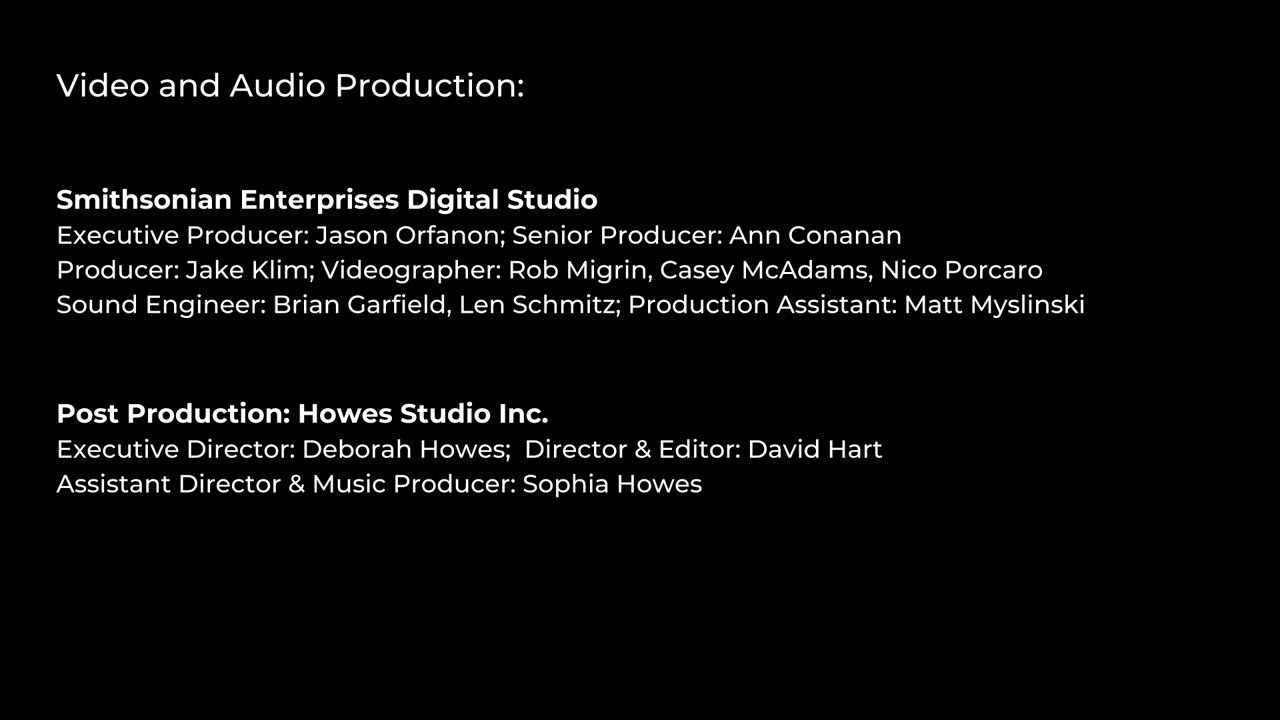 Video and Audio Production:
Smithsonian Enterprises Digital Studio
Executive Producer: Jason Orfanon; Senior Producer: Ann Conanan
Producer: Jake Klim; Videographer: Rob Migrin, Casey McAdams, Nico Porcaro
Sound Engineer: Brian Garfield, Len Schmitz; Production Assistant: Matt Myslinski
Post Production: Howes Studio Inc.
Executive Director: Deborah Howes;  Director & Editor: David Hart
Assistant Director & Music Producer: Sophia Howes